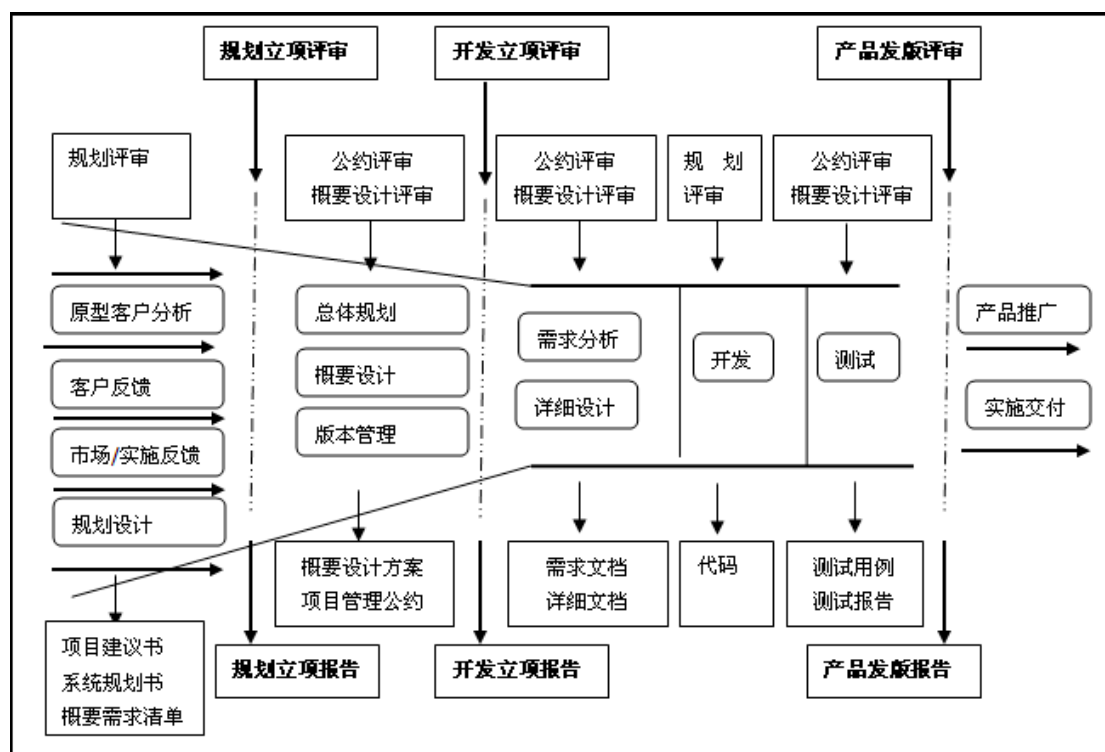 规划立项评审
开发立项评审
产品发版评审
规划评审
公约评审
概要设计评审
公约评审
概要设计评审
规 划
评审
公约评审
概要设计评审
原型客户分析
客户反馈
市场/实施反馈
规划设计
总体规划
概要设计
版本管理
需求分析
详细设计
开发
测试
产品推广
实施交付
项目建议书
系统规划书
概要需求清单
概要设计方案
项目管理公约
需求文档
详细文档
代码
测试用例
测试报告
规划立项报告
开发立项报告
产品发版报告